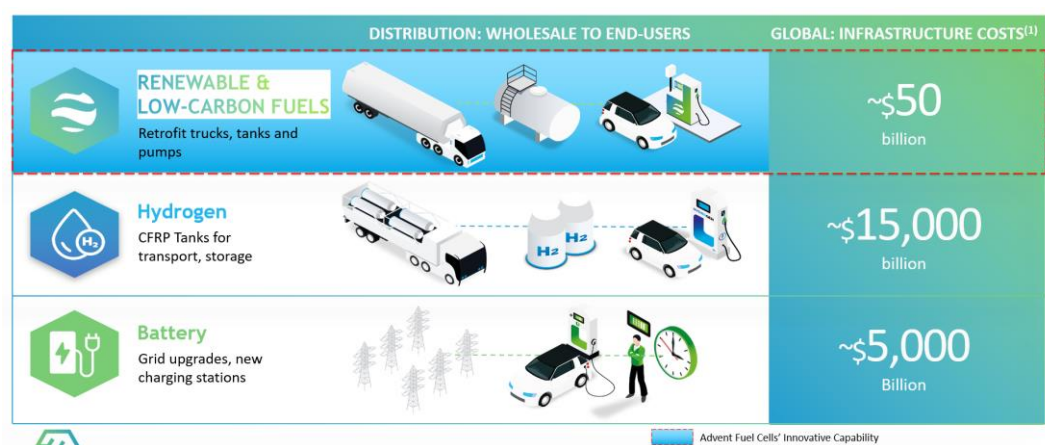 DISTRIBUTION: WHOLESALE TO END-USERS
GLOBAL: INFRASTRUCTURE COSTS(1)
RENEWABLE &
LOW-CARBON FUELS
Retrofit trucks, tanks and
pumps
~$50
billion
Hydrogen
CFRP Tanks for
transport, storage
H2
H2
H2
~$15,000
billion
Battery
Grid upgrades, new
charging stations
~$5,000
Billion
Advent Fuel Cells' Innovative Capability